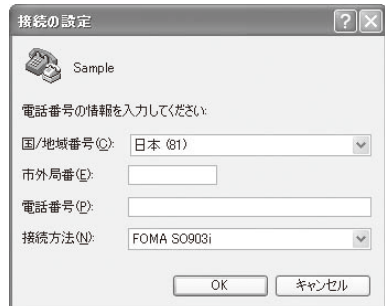 接続の設定
Sample
電話番号の情報を入力してください:
国/地域番号(C): 日本 (81)
市外局番(E):
電話番号(P):
接続方法(N): FOMA SO903i
OK キャンセル